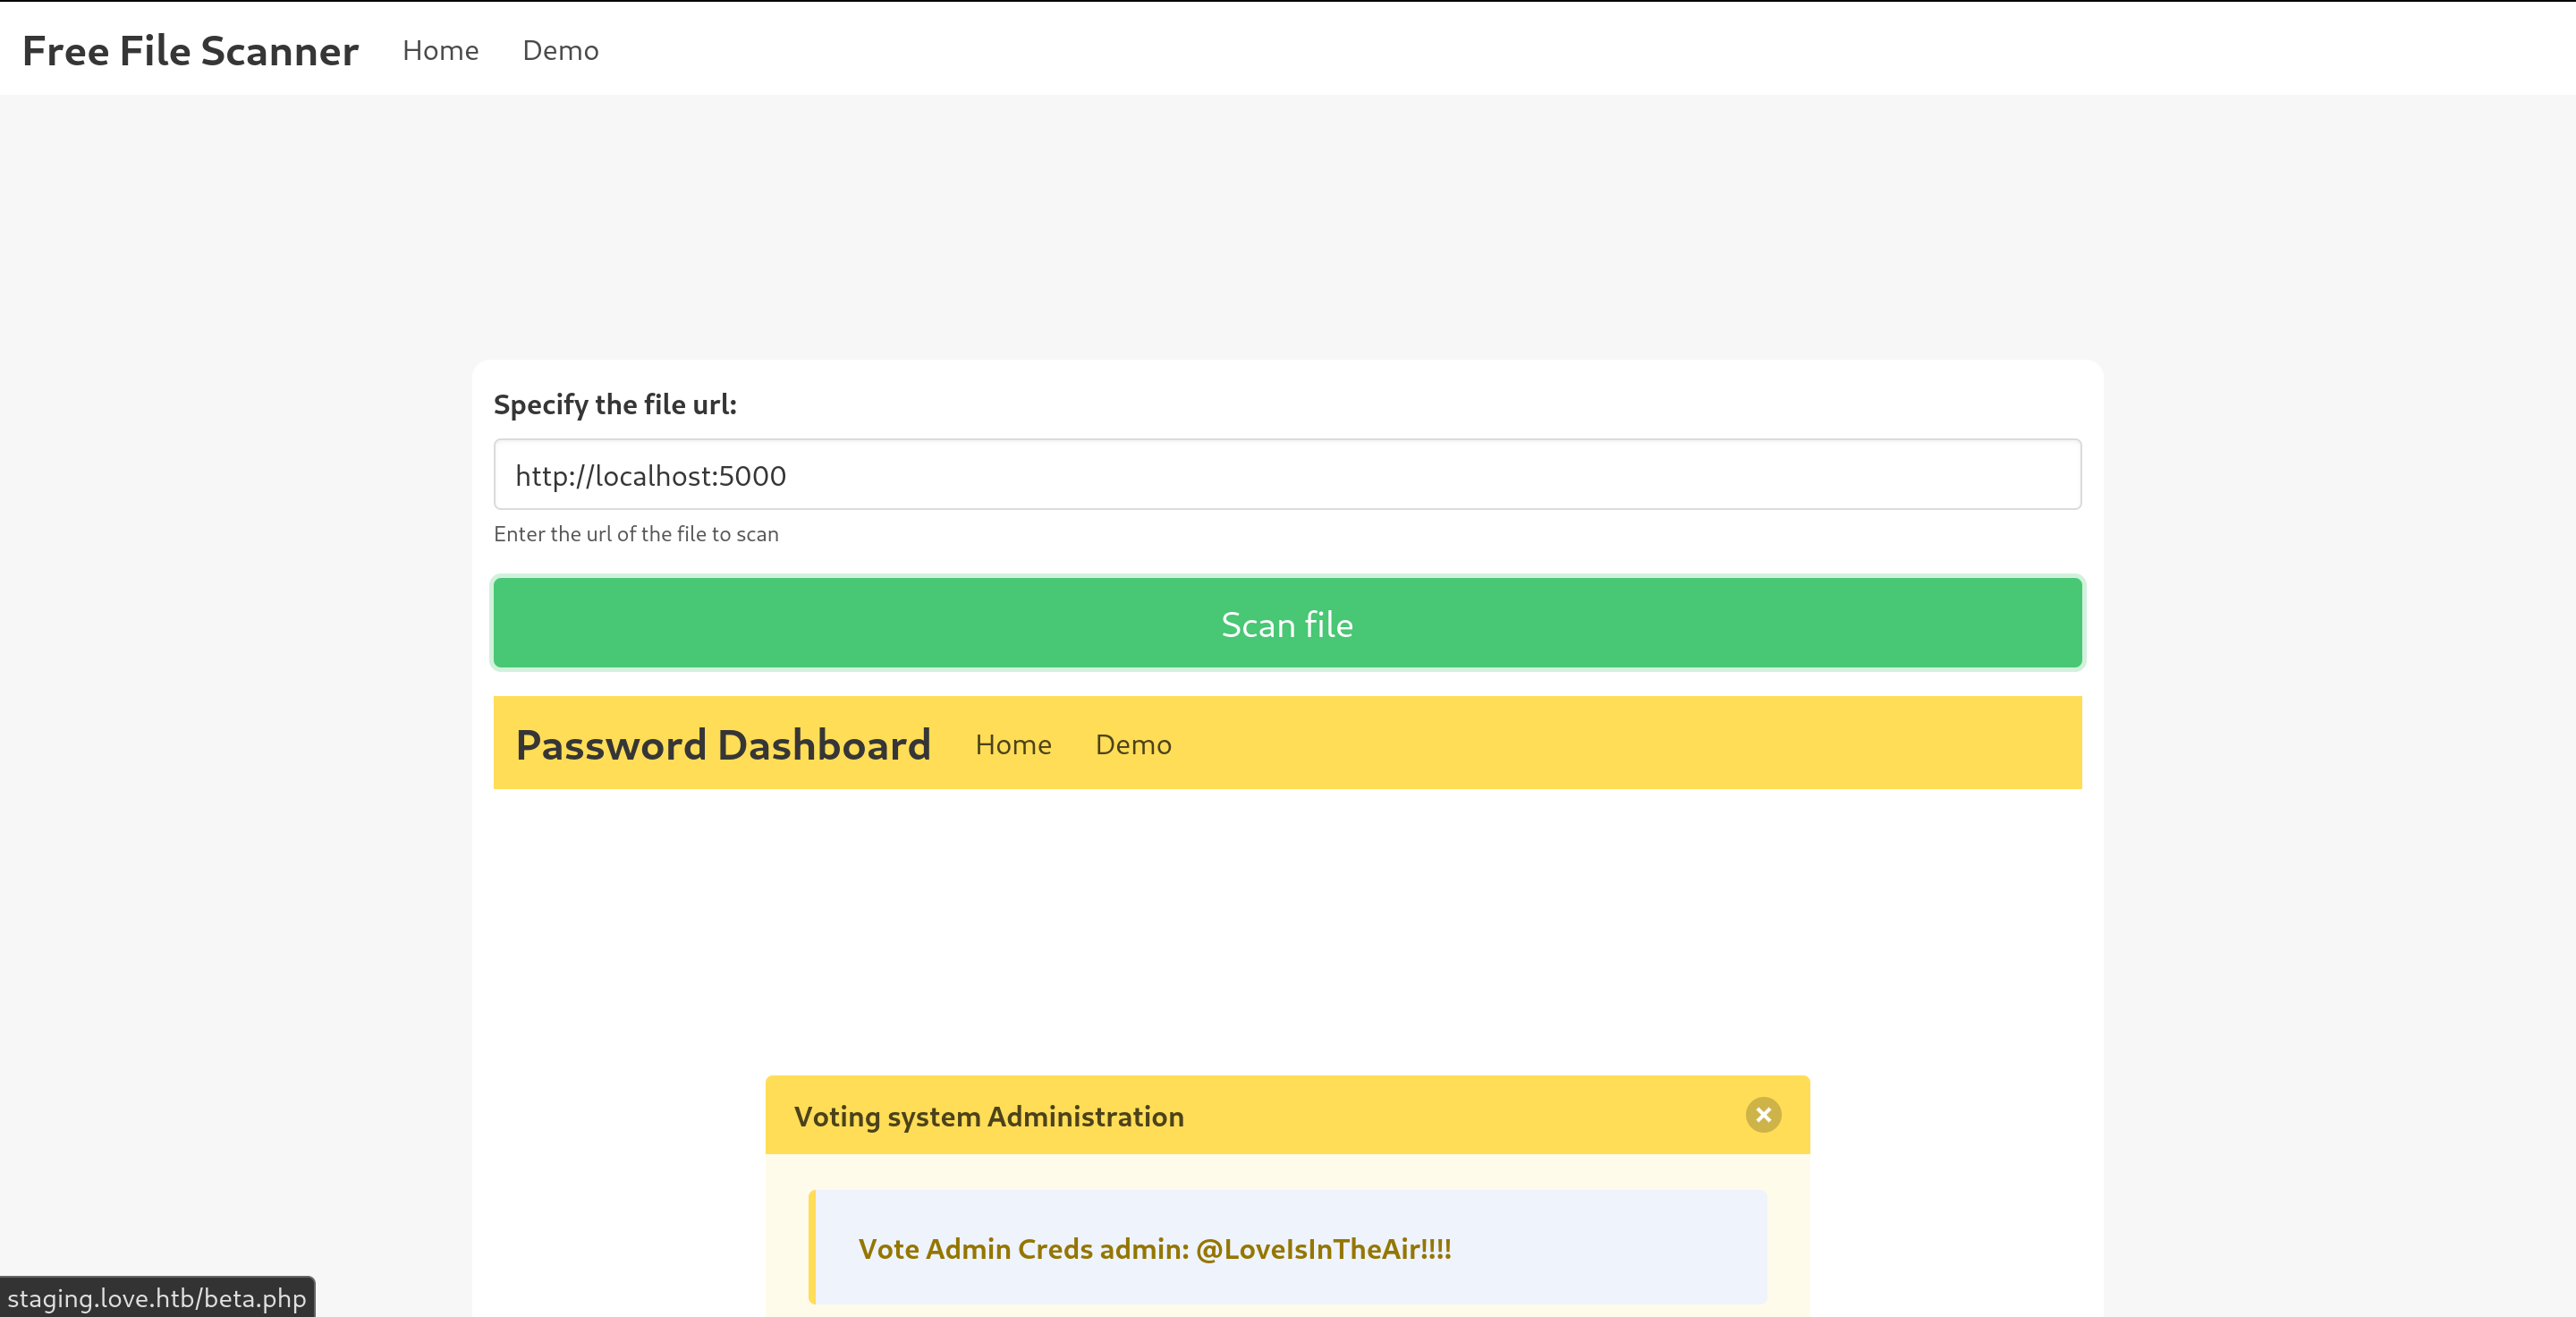 Free File Scanner Home Demo
Specify the file url:
http://localhost:5000
Enter the url of the file to scan
Scan file
Password Dashboard Home Demo
Voting system Administration
Vote Admin Creds admin: @LoveIsInTheAir!!!!
staging.love.htb/beta.php